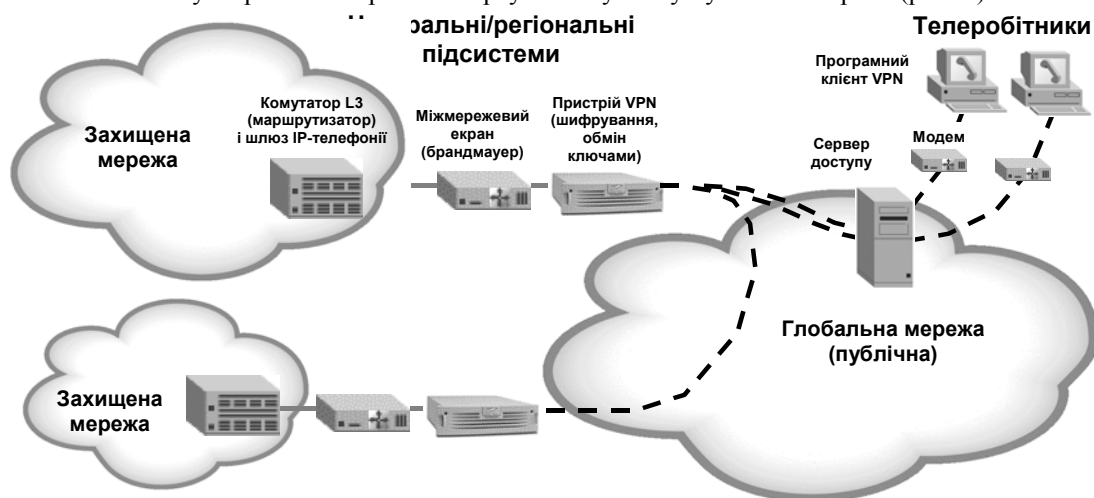 ральні/регіональні
підсистеми
Телеробітники
Програмний
клієнт VPN
Комутатор L3
(маршрутизатор)
і шлюз IP-телефонії
Міжмережевий
екран
(брандмауер)
Пристрій VPN
(шифрування,
обмін
ключами)
Захищена
мережа
Сервер
доступу
Модем
Глобальна мережа
(публічна)
Захищена
мережа